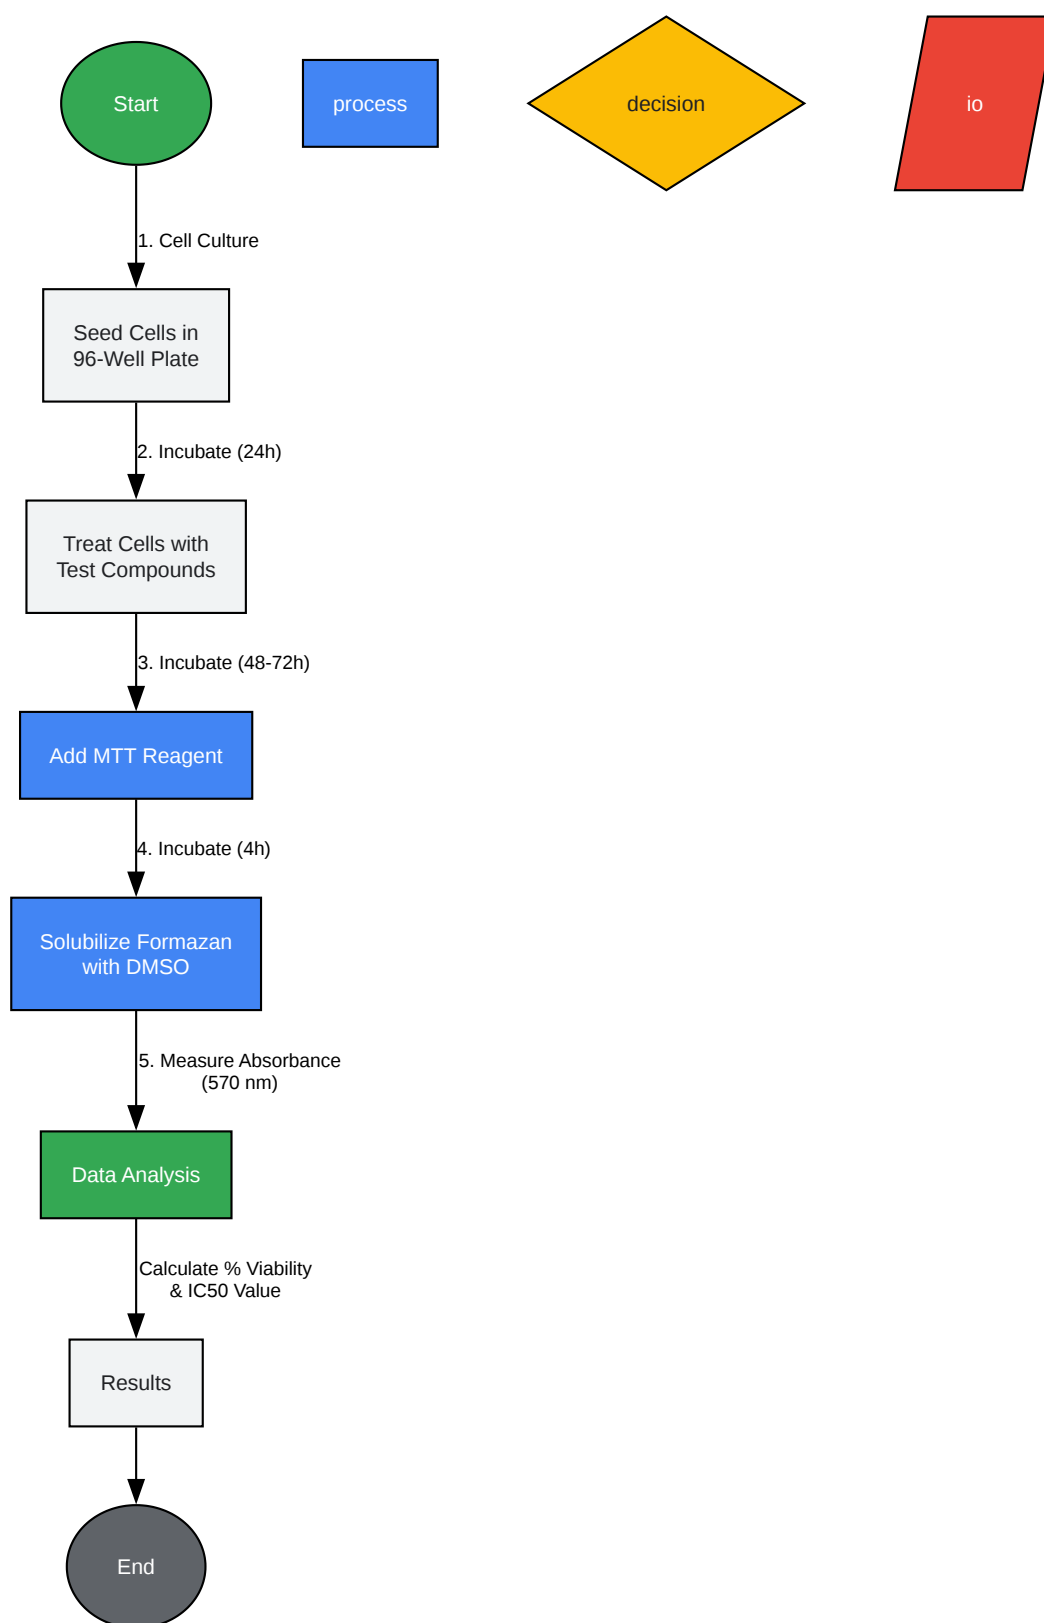 Start
process
decision
io
1. Cell Culture
Seed Cells in
96-Well Plate
2. Incubate (24h)
Treat Cells with
Test Compounds
3. Incubate (48-72h)
Add MTT Reagent
4. Incubate (4h)
Solubilize Formazan
with DMSO
5. Measure Absorbance
(570 nm)
Data Analysis
Calculate % Viability
& IC50 Value
Results
End